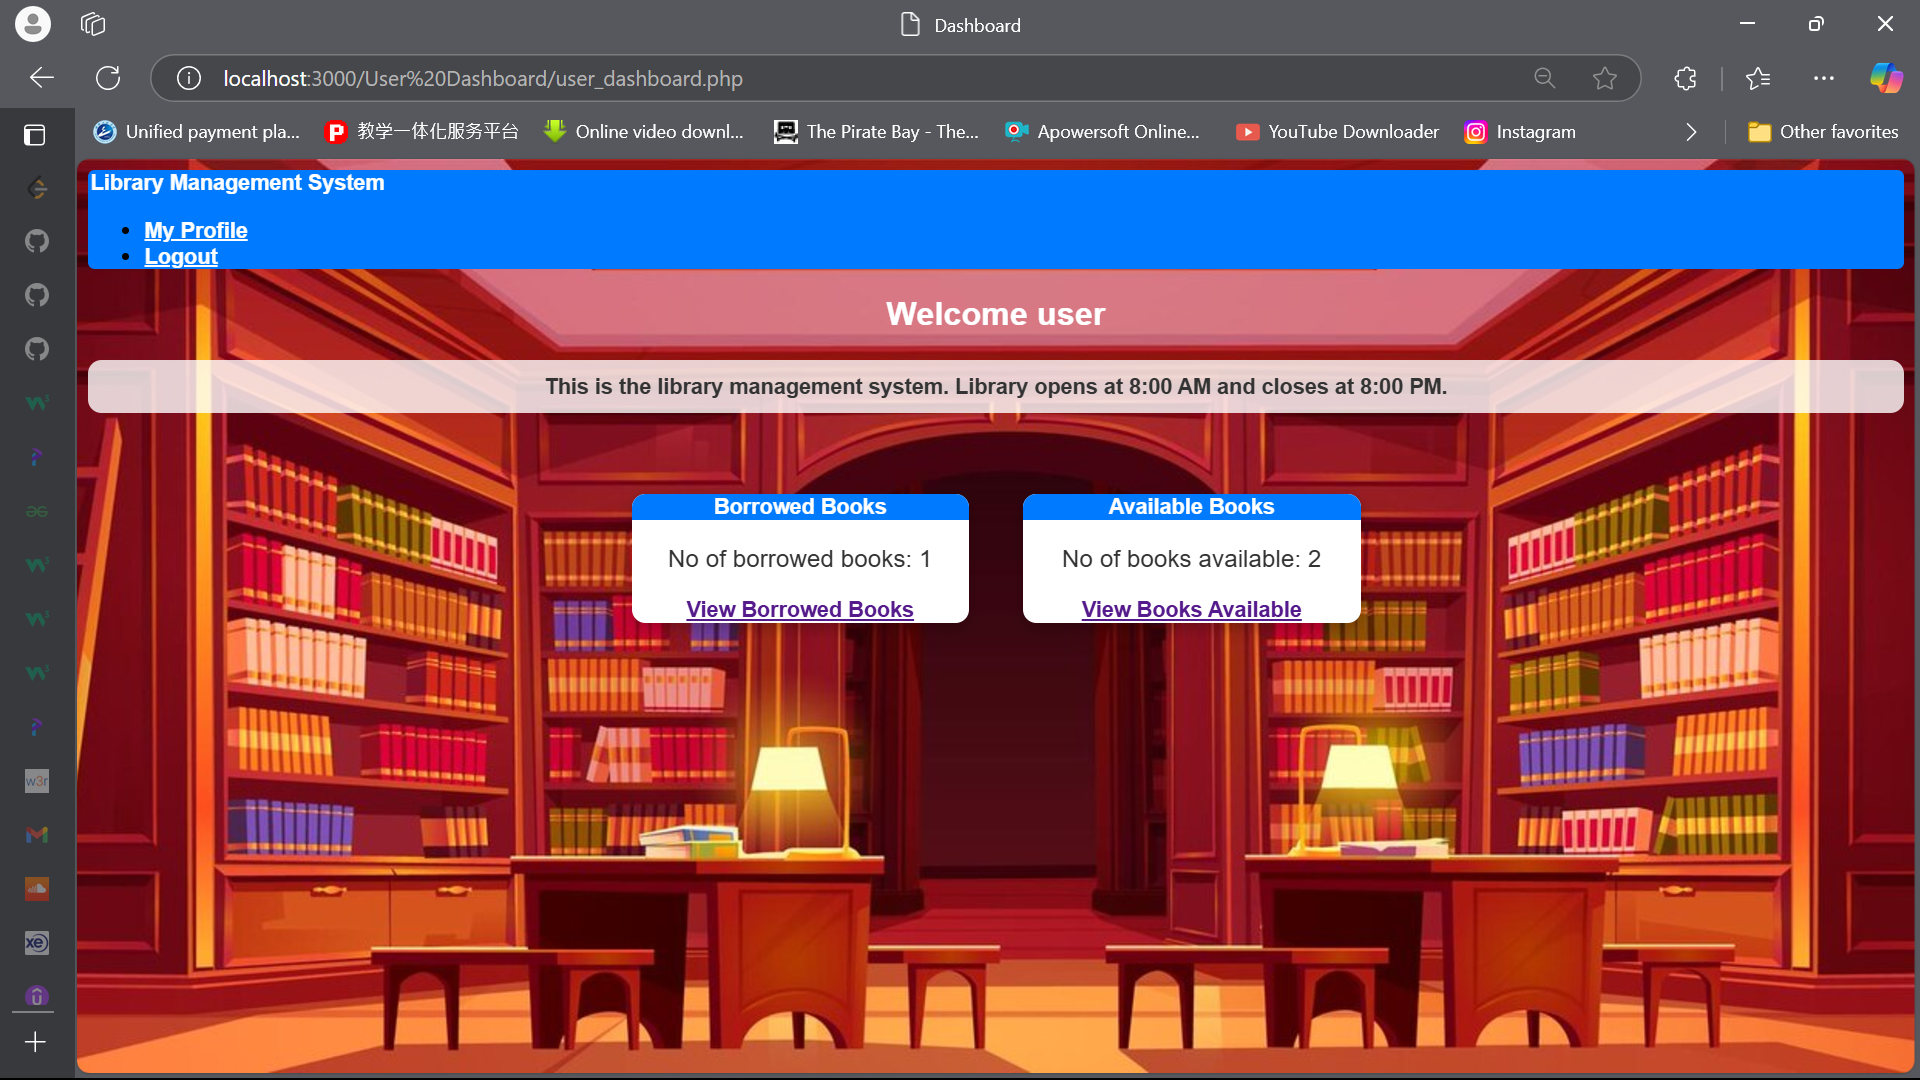 Dashboard
localhost:3000/User%20Dashboard/user_dashboard.php
Unified payment pla...
教学一体化服务平台
Online video downl...
The Pirate Bay - The...
Apowersoft Online...
YouTube Downloader
Instagram
Other favorites
Library Management System
My Profile
Logout
Welcome user
This is the library management system. Library opens at 8:00 AM and closes at 8:00 PM.
Borrowed Books
No of borrowed books: 1
View Borrowed Books
Available Books
No of books available: 2
View Books Available
w3r
xe